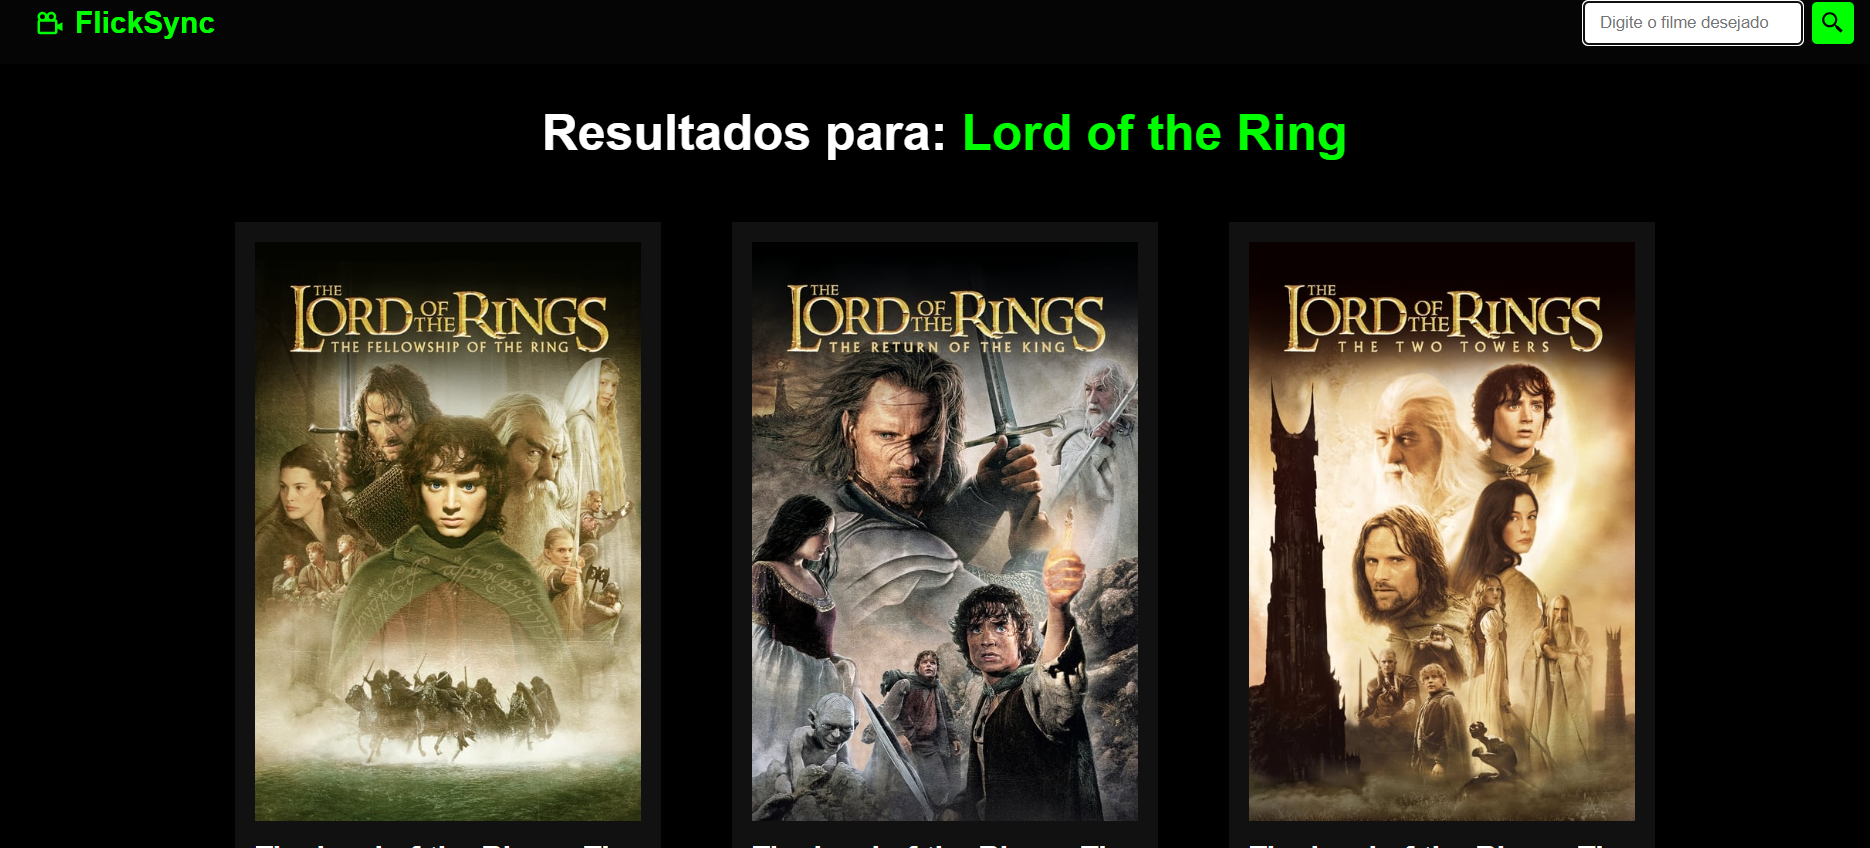 FlickSync
Digite o filme desejado
Resultados para: Lord of the Ring
THE
LORD OF THE RINGS
THE FELLOWSHIP OF THE RING
THE
LORD OF THE RINGS
THE RETURN OF THE KING
THE
LORD OF THE RINGS
THE TWO TOWERS